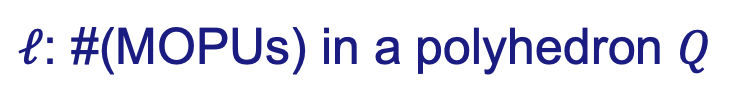 ℓ: #(MOPUs) in a polyhedron 𝑄